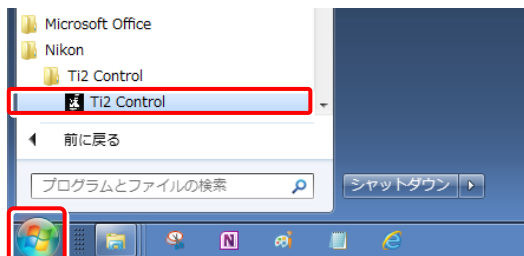 Microsoft Office
Nikon
Ti2 Control
Ti2 Control
前に戻る
プログラムとファイルの検索
シャットダウン